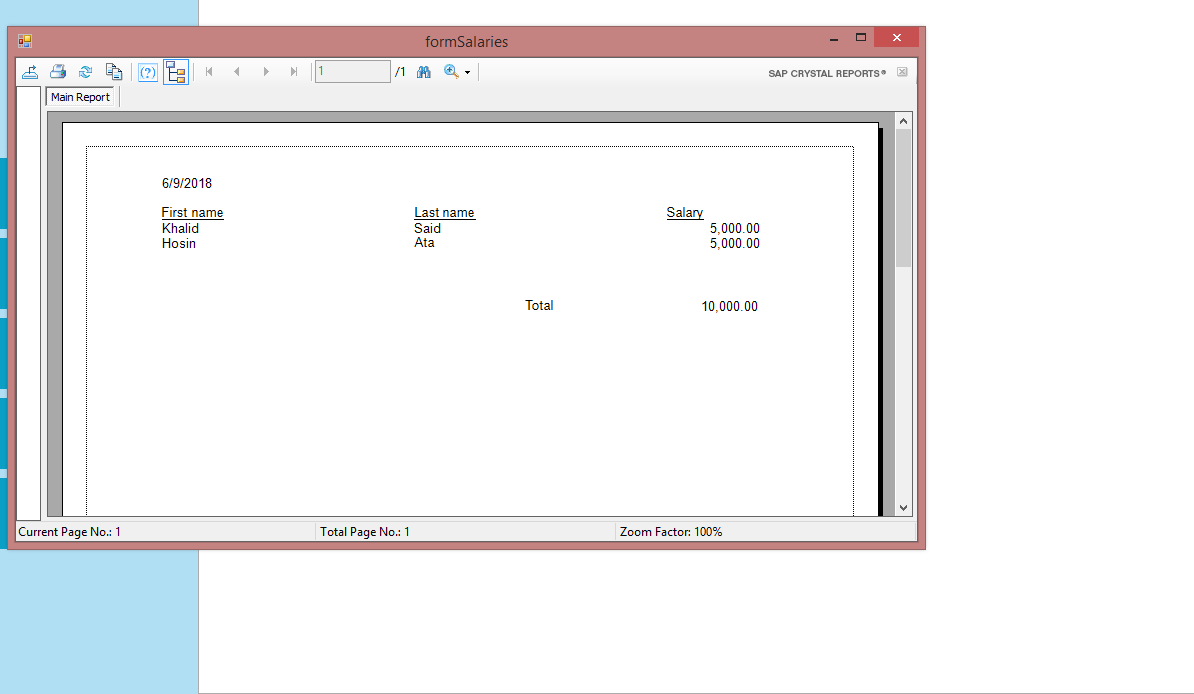 formSalaries
1 /1 SAP CRYSTAL REPORTS®
Main Report
6/9/2018
First name Last name Salary
Khalid Said 5,000.00
Hosin Ata 5,000.00
Total 10,000.00
Current Page No.: 1 Total Page No.: 1 Zoom Factor: 100%